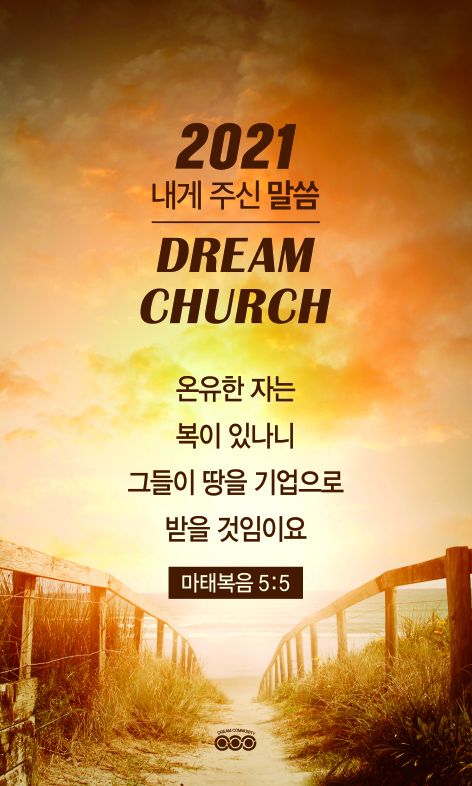 2021
내게 주신 말씀
DREAM
CHURCH
온유한 자는
복이 있나니
그들이 땅을 기업으로
받을 것임이요
마태복음 5:5
DREAM COMMUNITY